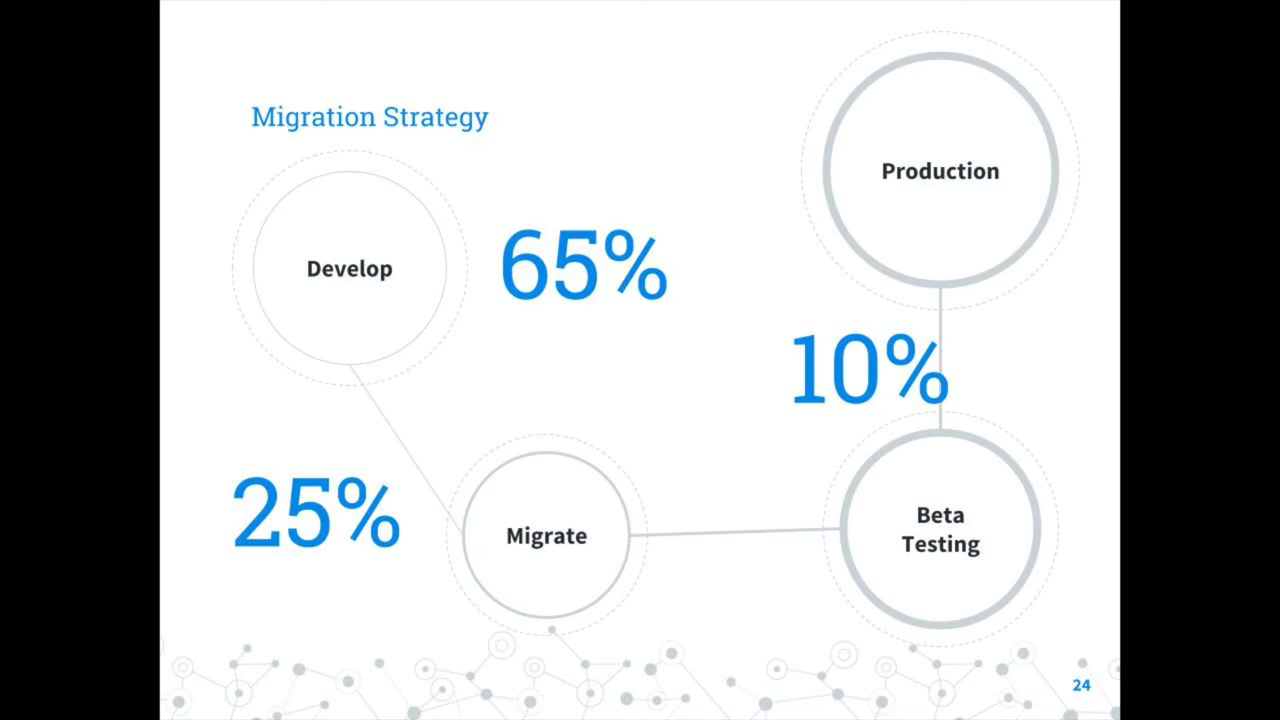 Migration Strategy
Production
Develop
65%
10%
25%
Migrate
Beta
Testing
24